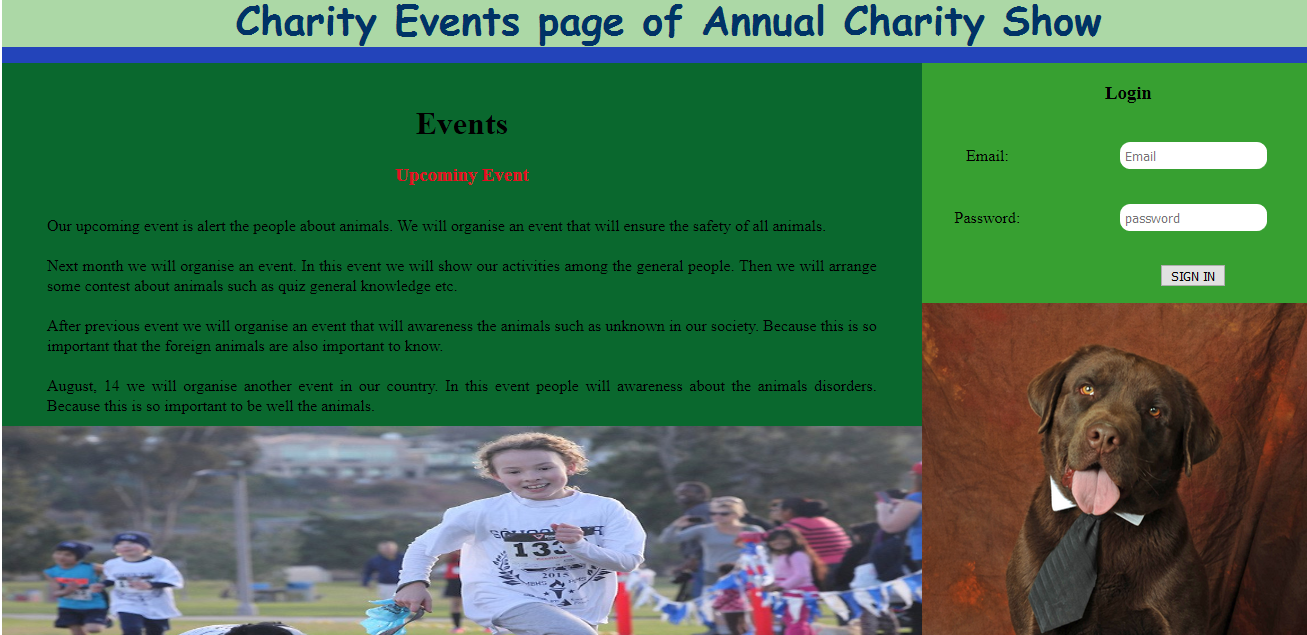 Charity Events page of Annual Charity Show
Events
Upcominy Event
Our upcoming event is alert the people about animals. We will organise an event that will ensure the safety of all animals.
Next month we will organise an event. In this event we will show our activities among the general people. Then we will arrange
some contest about animals such as quiz general knowledge etc.
After previous event we will organise an event that will awareness the animals such as unknown in our society. Because this is so
important that the foreign animals are also important to know.
August, 14 we will organise another event in our country. In this event people will awareness about the animals disorders.
Because this is so important to be well the animals.
Login
Email:
Email
Password:
password
SIGN IN
133
2015